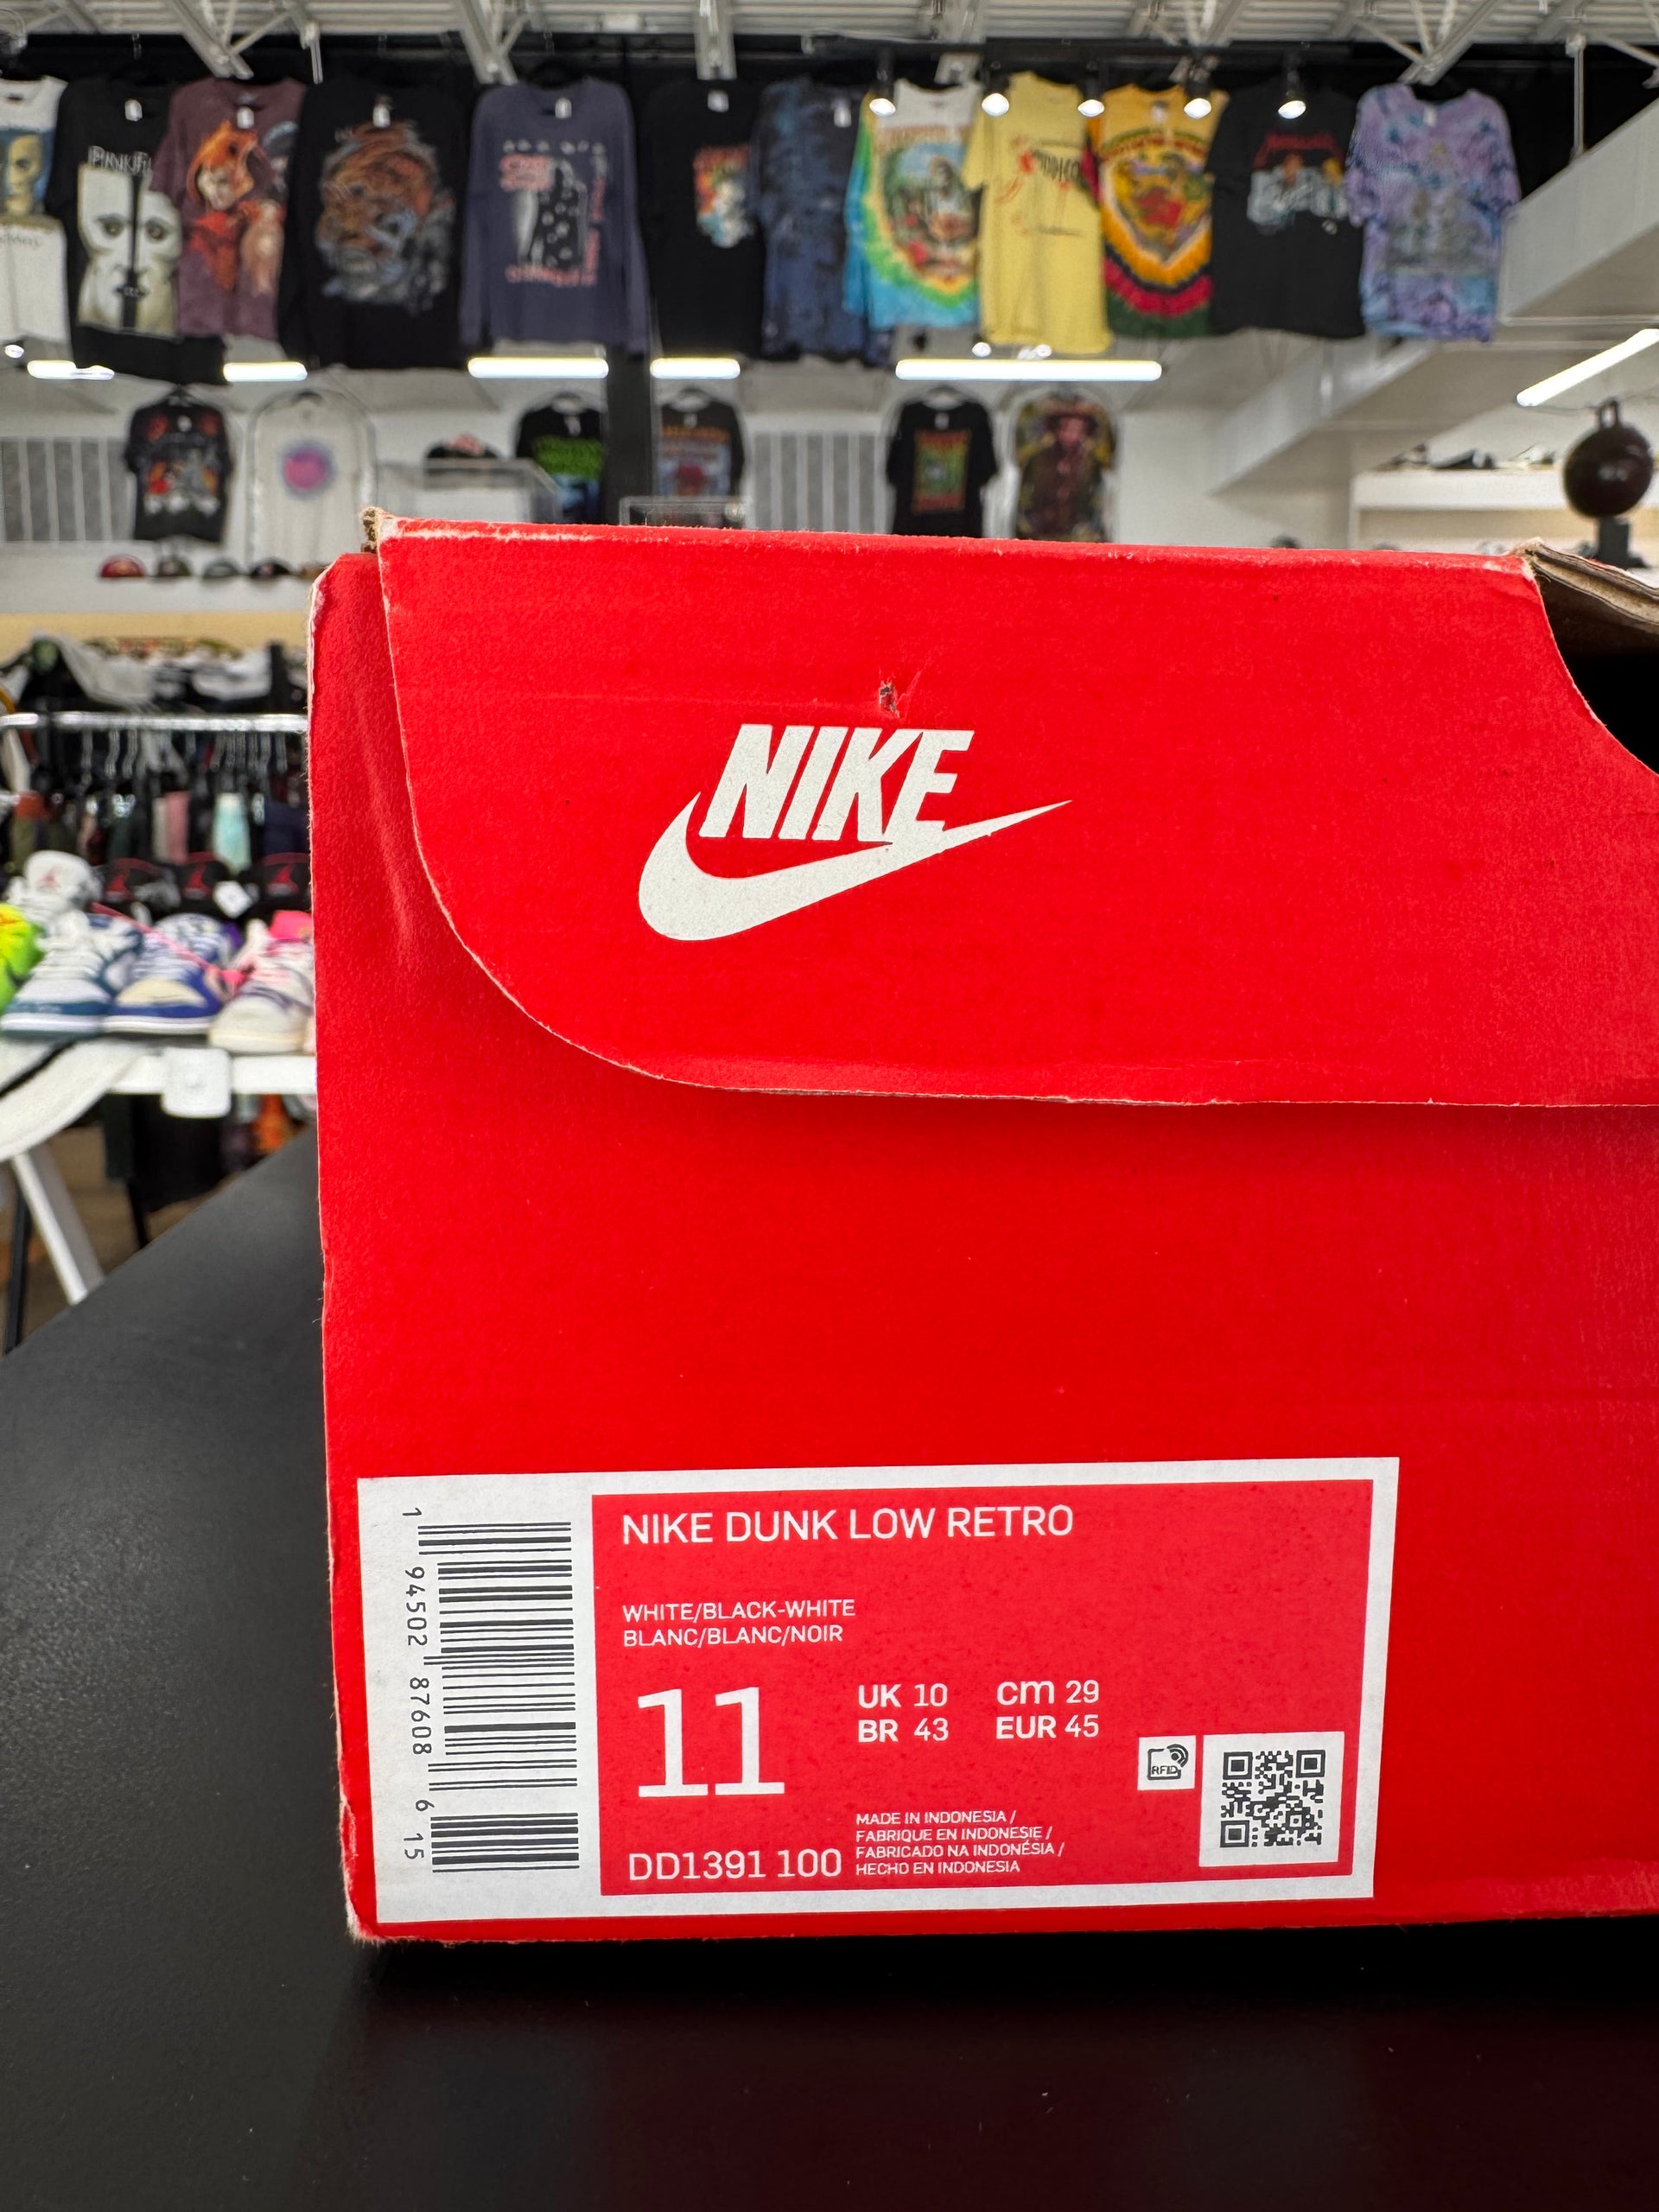 NIKE
NIKE DUNK LOW RETRO
WHITE/BLACK-WHITE
BLANC/BLANC/NOIR
11
UK 10
cm 29
BR 43
EUR 45
RFID
DD1391 100
MADE IN INDONESIA /
FABRIQUE EN INDONESIE /
FABRICADO NA INDONÉSIA /
HECHO EN INDONESIA
1 94502 87608 6 15